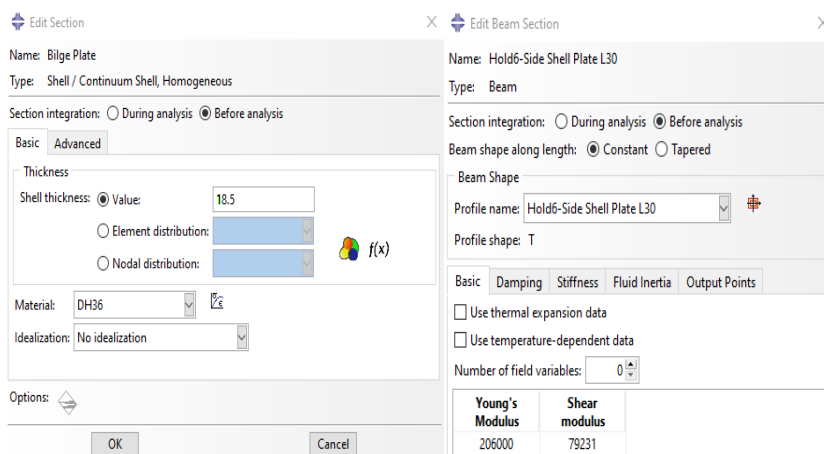 Edit Section
Name: Bilge Plate
Type: Shell / Continuum Shell, Homogeneous
Section integration: During analysis Before analysis
Basic Advanced
Thickness
Shell thickness: Value: 18.5
Element distribution:
Nodal distribution:
f(x)
Material: DH36
Idealization: No idealization
Options:
OK Cancel
Edit Beam Section
Name: Hold6-Side Shell Plate L30
Type: Beam
Section integration: During analysis Before analysis
Beam shape along length: Constant Tapered
Beam Shape
Profile name: Hold6-Side Shell Plate L30
Profile shape: T
Basic Damping Stiffness Fluid Inertia Output Points
Use thermal expansion data
Use temperature-dependent data
Number of field variables: 0
Young's Shear
Modulus modulus
206000 79231